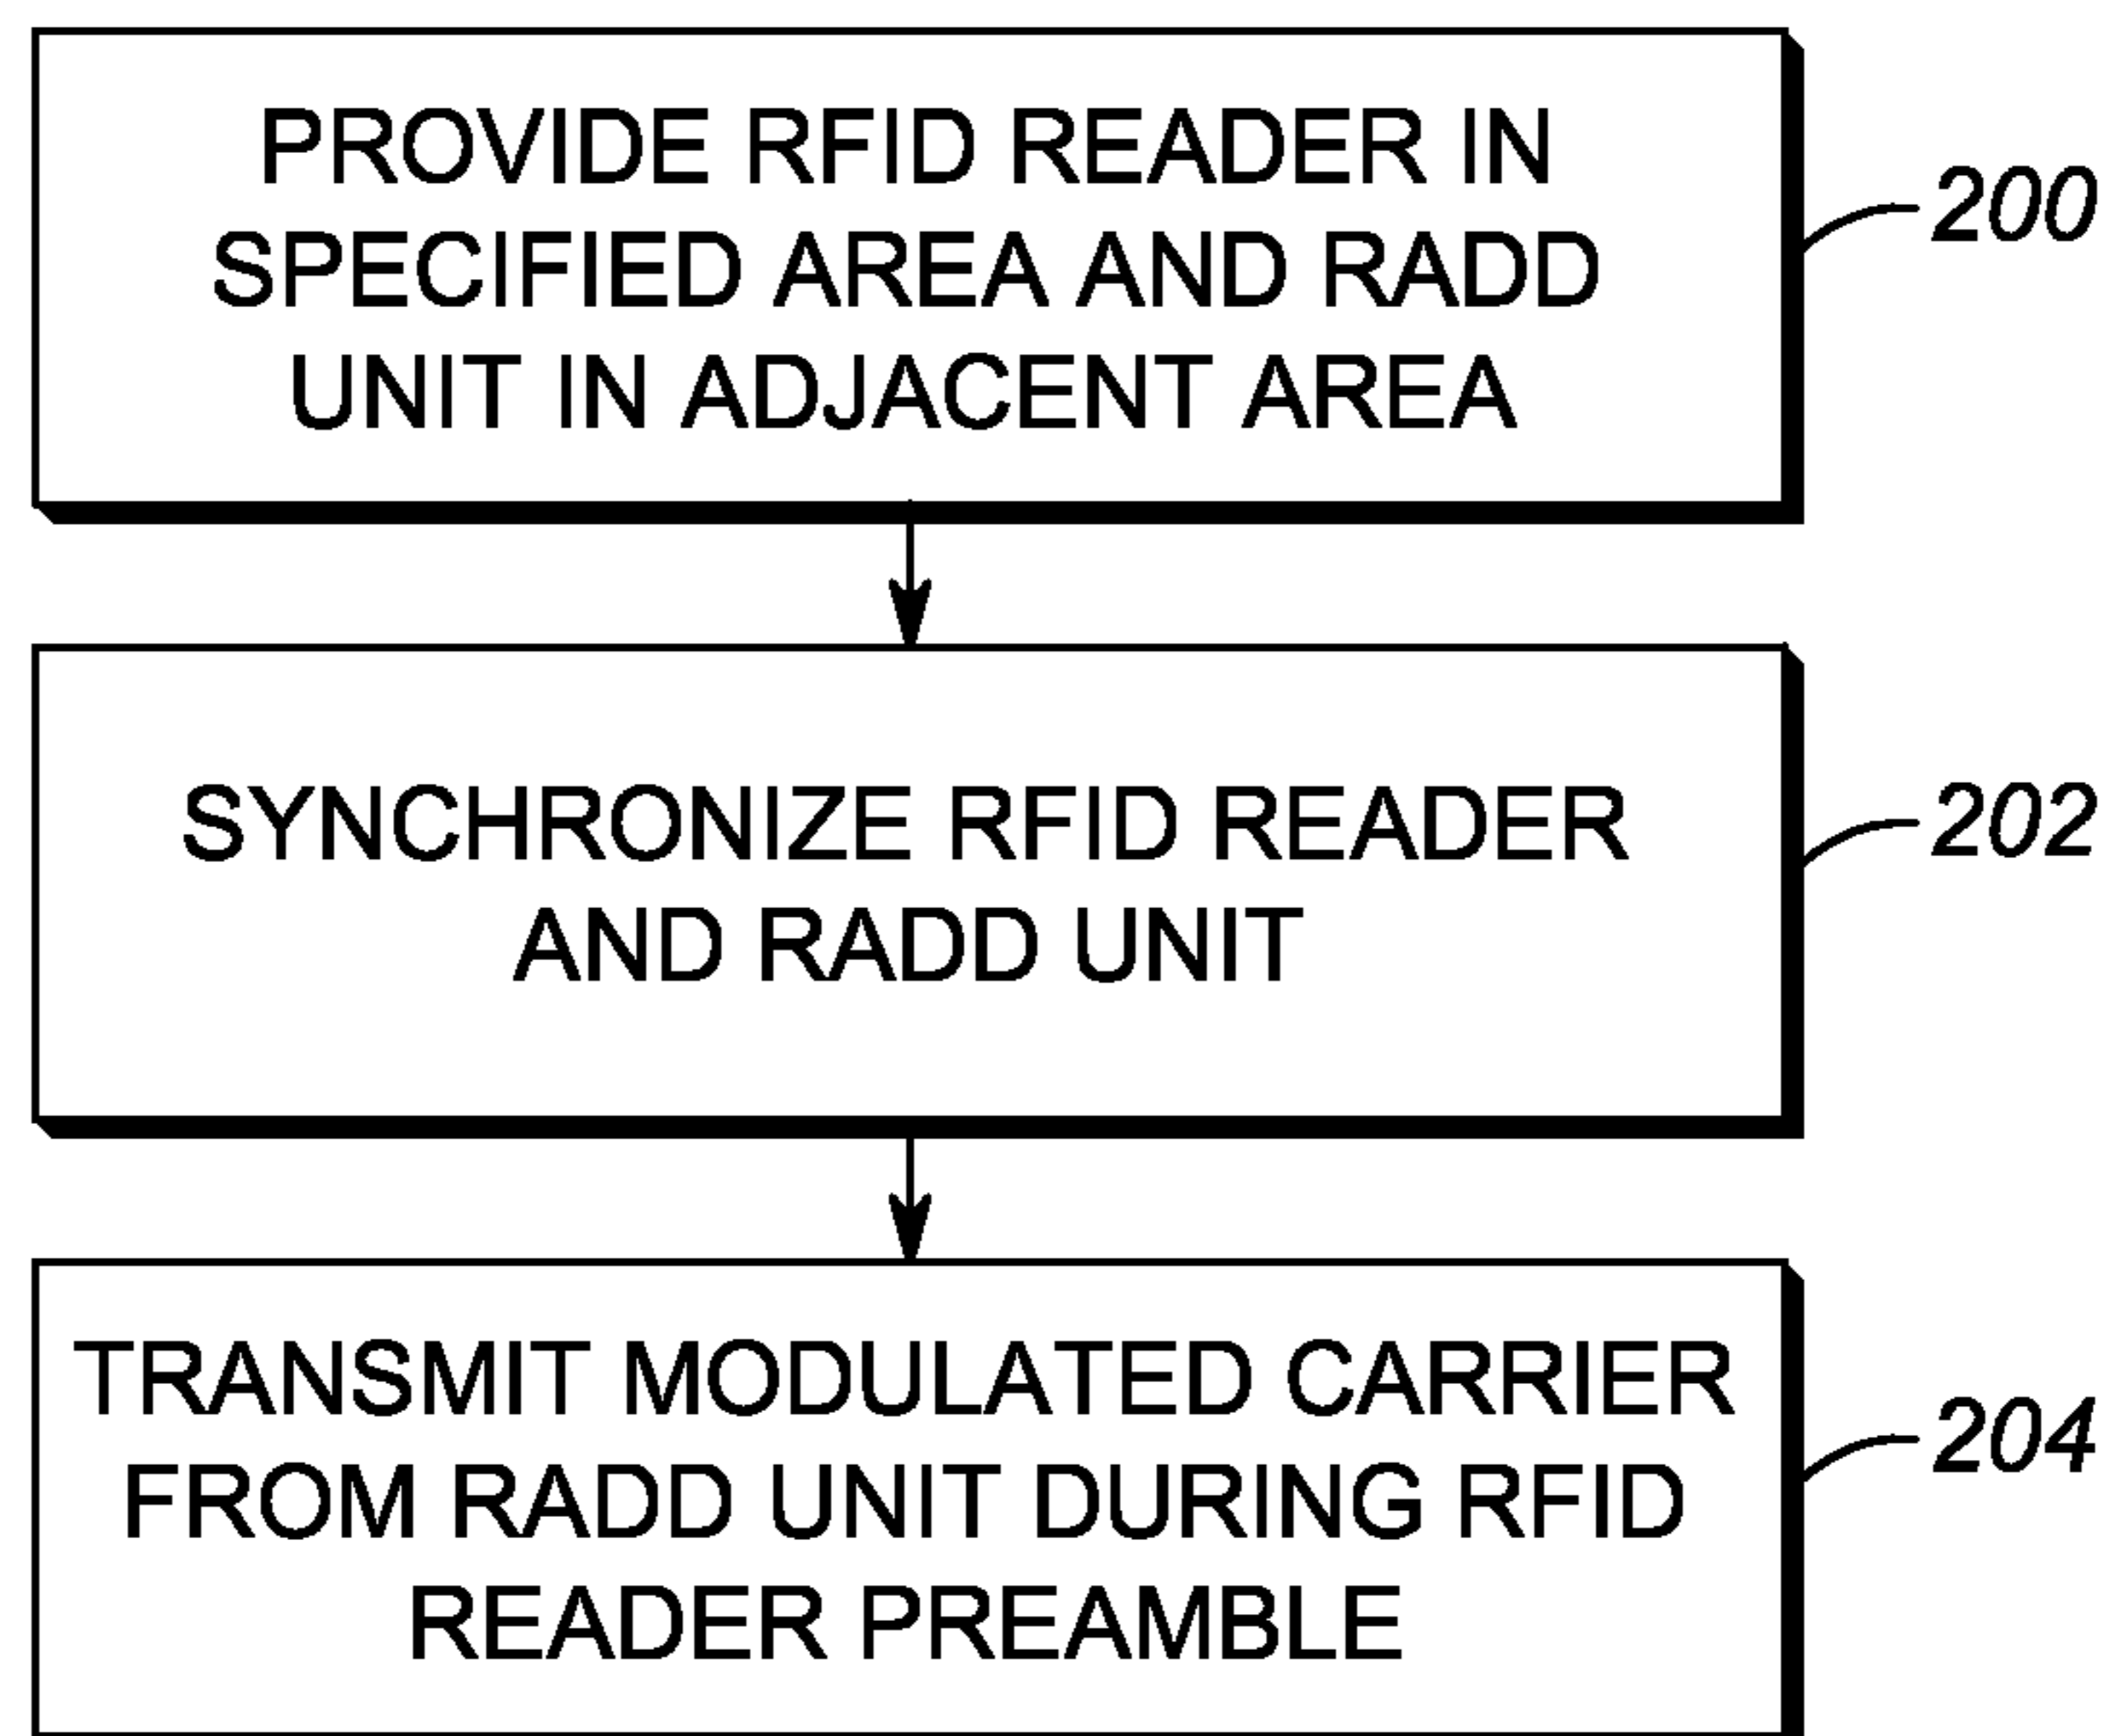 PROVIDE RFID READER IN
SPECIFIED AREA AND RADD
UNIT IN ADJACENT AREA
200
SYNCHRONIZE RFID READER
AND RADD UNIT
202
TRANSMIT MODULATED CARRIER
FROM RADD UNIT DURING RFID
READER PREAMBLE
204